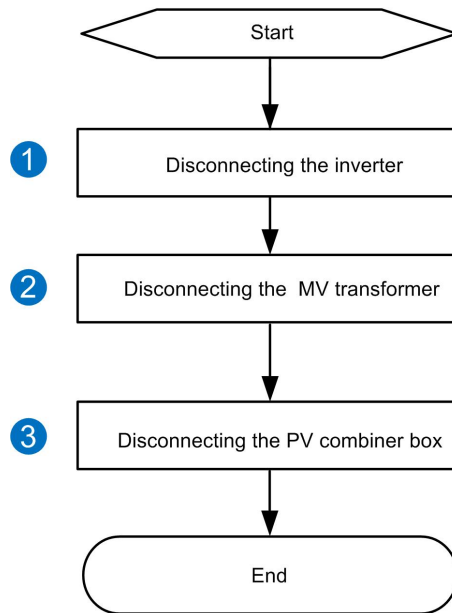 Start
1
Disconnecting the inverter
2
Disconnecting the MV transformer
3
Disconnecting the PV combiner box
End